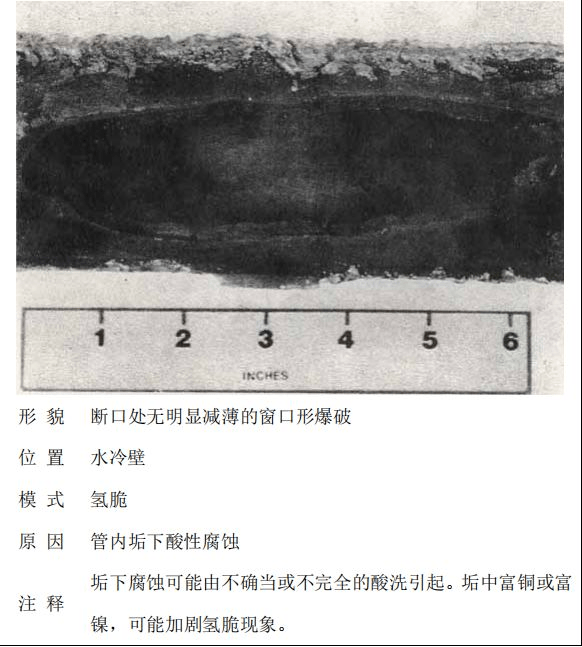 1 2 3 4 5 6
INCHES
形 貌 断口处无明显减薄的窗口形爆破
位 置 水冷壁
模 式 氢脆
原 因 管内垢下酸性腐蚀
注 释 垢下腐蚀可能由不确当或不完全的酸洗引起。垢中富铜或富
镍，可能加剧氢脆现象。